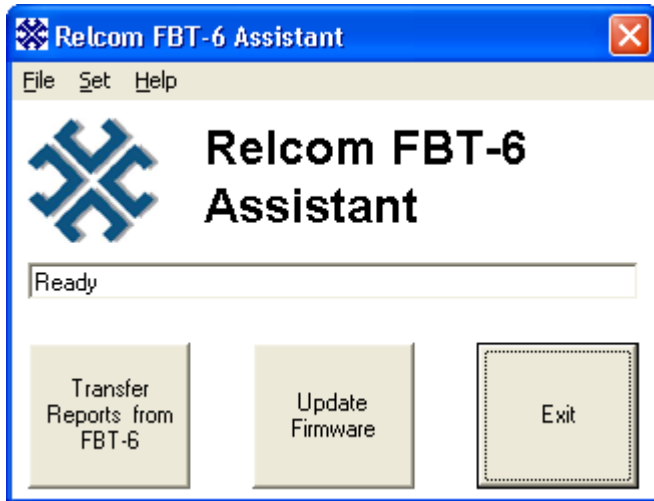 Relcom FBT-6 Assistant
File Set Help
Relcom FBT-6
Assistant
Ready
Transfer
Reports from
FBT-6
Update
Firmware
Exit